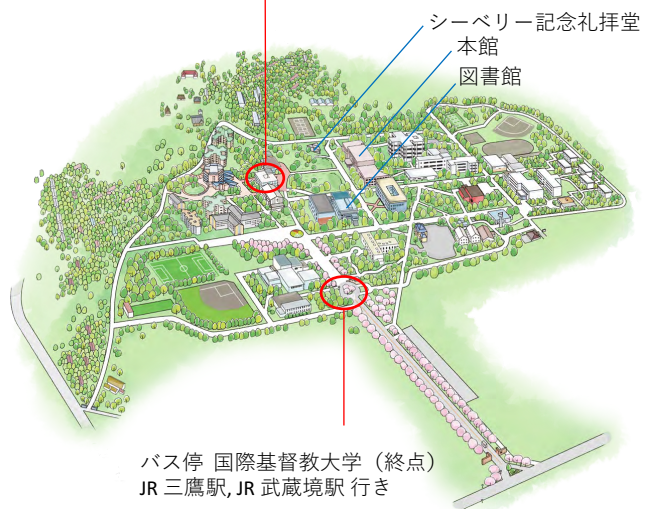 シーベリー記念礼拝堂
本館
図書館
バス停 国際基督教大学（終点）
JR 三鷹駅, JR 武蔵境駅 行き